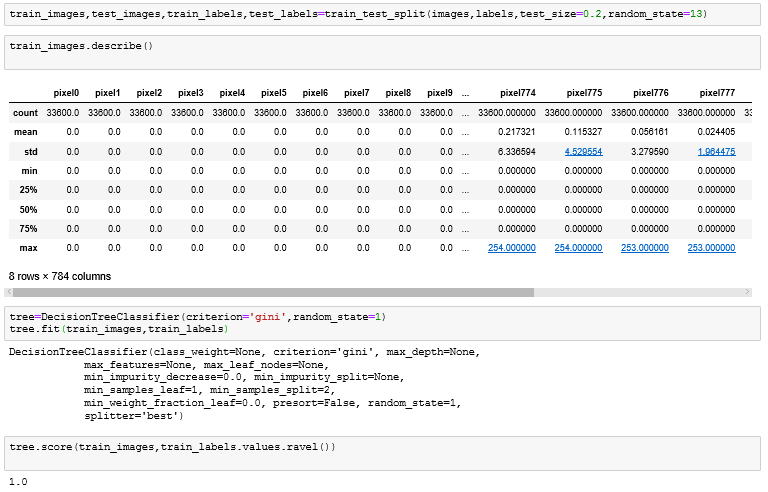 train_images,test_images,train_labels,test_labels=train_test_split(images,labels,test_size=0.2,random_state=13)
train_images.describe()
pixel0 pixel1 pixel2 pixel3 pixel4 pixel5 pixel6 pixel7 pixel8 pixel9 ... pixel774 pixel775 pixel776 pixel777
count 33600.0 33600.0 33600.0 33600.0 33600.0 33600.0 33600.0 33600.0 33600.0 33600.0 ... 33600.000000 33600.000000 33600.000000 33600.000000 33
mean 0.0 0.0 0.0 0.0 0.0 0.0 0.0 0.0 0.0 0.0 ... 0.217321 0.115327 0.056161 0.024405
std 0.0 0.0 0.0 0.0 0.0 0.0 0.0 0.0 0.0 0.0 ... 6.336594 4.529554 3.279590 1.964475
min 0.0 0.0 0.0 0.0 0.0 0.0 0.0 0.0 0.0 0.0 ... 0.000000 0.000000 0.000000 0.000000
25% 0.0 0.0 0.0 0.0 0.0 0.0 0.0 0.0 0.0 0.0 ... 0.000000 0.000000 0.000000 0.000000
50% 0.0 0.0 0.0 0.0 0.0 0.0 0.0 0.0 0.0 0.0 ... 0.000000 0.000000 0.000000 0.000000
75% 0.0 0.0 0.0 0.0 0.0 0.0 0.0 0.0 0.0 0.0 ... 0.000000 0.000000 0.000000 0.000000
max 0.0 0.0 0.0 0.0 0.0 0.0 0.0 0.0 0.0 0.0 ... 254.000000 254.000000 253.000000 253.000000
8 rows × 784 columns
tree=DecisionTreeClassifier(criterion='gini',random_state=1)
tree.fit(train_images,train_labels)
DecisionTreeClassifier(class_weight=None, criterion='gini', max_depth=None,
max_features=None, max_leaf_nodes=None,
min_impurity_decrease=0.0, min_impurity_split=None,
min_samples_leaf=1, min_samples_split=2,
min_weight_fraction_leaf=0.0, presort=False, random_state=1,
splitter='best')
tree.score(train_images,train_labels.values.ravel())
1.0